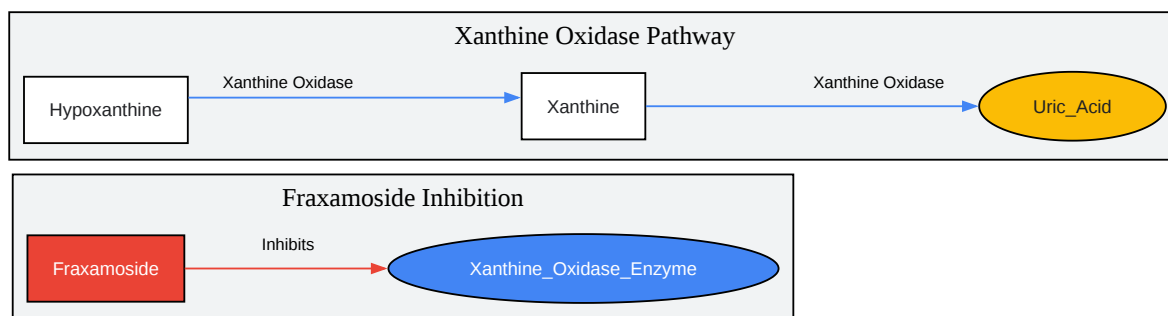 Xanthine Oxidase Pathway
Hypoxanthine
Xanthine Oxidase
Xanthine
Xanthine Oxidase
Uric_Acid
Fraxamoside Inhibition
Fraxamoside
Inhibits
Xanthine_Oxidase_Enzyme